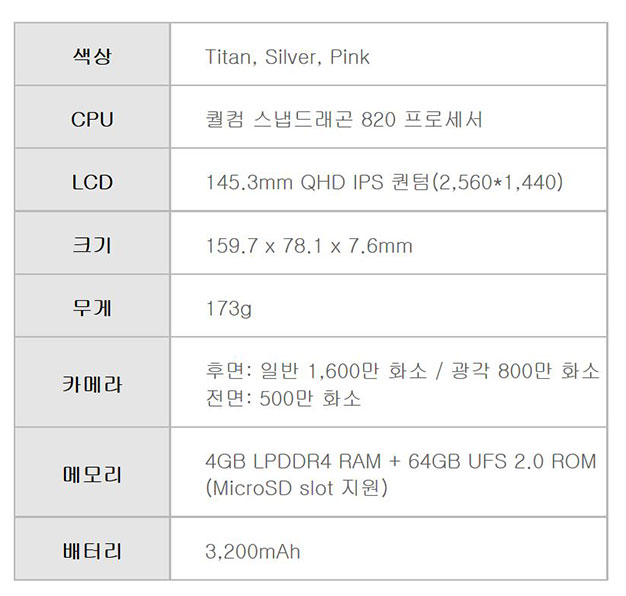 색상
Titan, Silver, Pink
CPU
퀄컴 스냅드래곤 820 프로세서
LCD
145.3mm QHD IPS 퀀텀(2,560*1,440)
크기
159.7 x 78.1 x 7.6mm
무게
173g
카메라
후면: 일반 1,600만 화소 / 광각 800만 화소
전면: 500만 화소
메모리
4GB LPDDR4 RAM + 64GB UFS 2.0 ROM
(MicroSD slot 지원)
배터리
3,200mAh